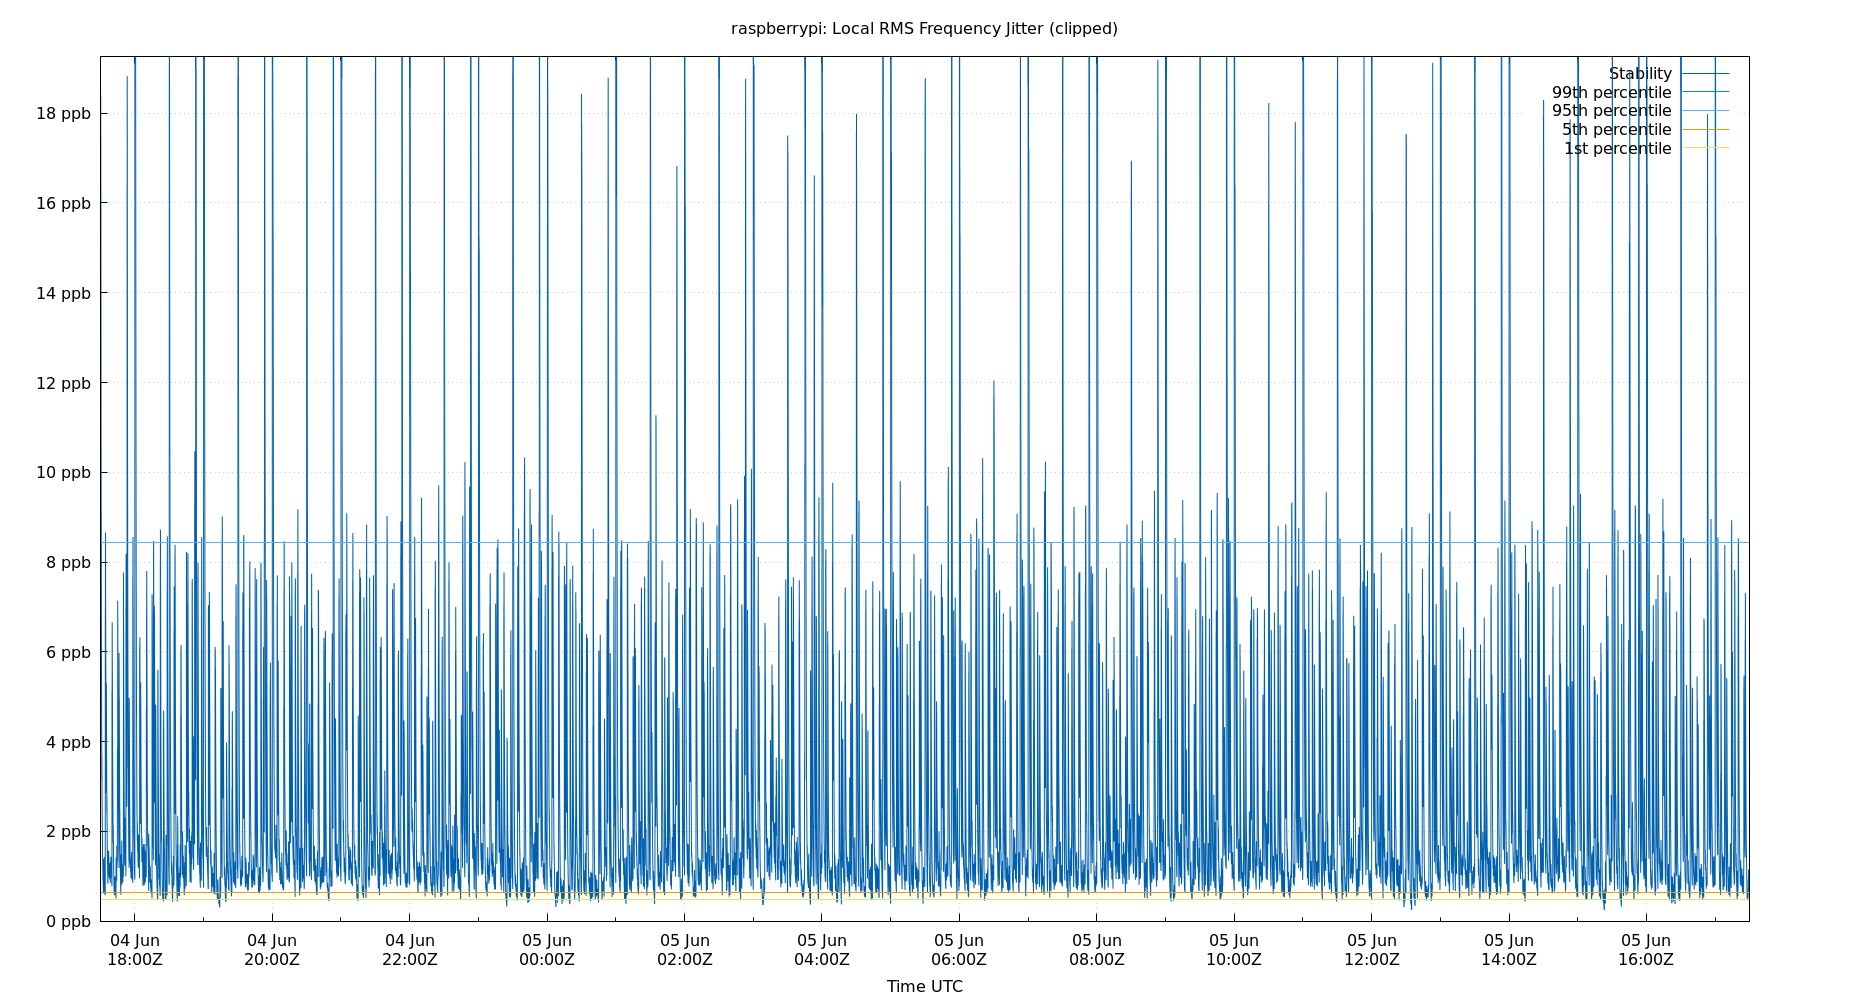 raspberrypi: Local RMS Frequency Jitter (clipped)
Stability
99th percentile
95th percentile
5th percentile
1st percentile
18 ppb
16 ppb
14 ppb
12 ppb
10 ppb
8 ppb
6 ppb
4 ppb
2 ppb
0 ppb
04 Jun 04 Jun 04 Jun 05 Jun 05 Jun 05 Jun 05 Jun 05 Jun 05 Jun 05 Jun 05 Jun 05 Jun
18:00Z 20:00Z 22:00Z 00:00Z 02:00Z 04:00Z 06:00Z 08:00Z 10:00Z 12:00Z 14:00Z 16:00Z
Time UTC